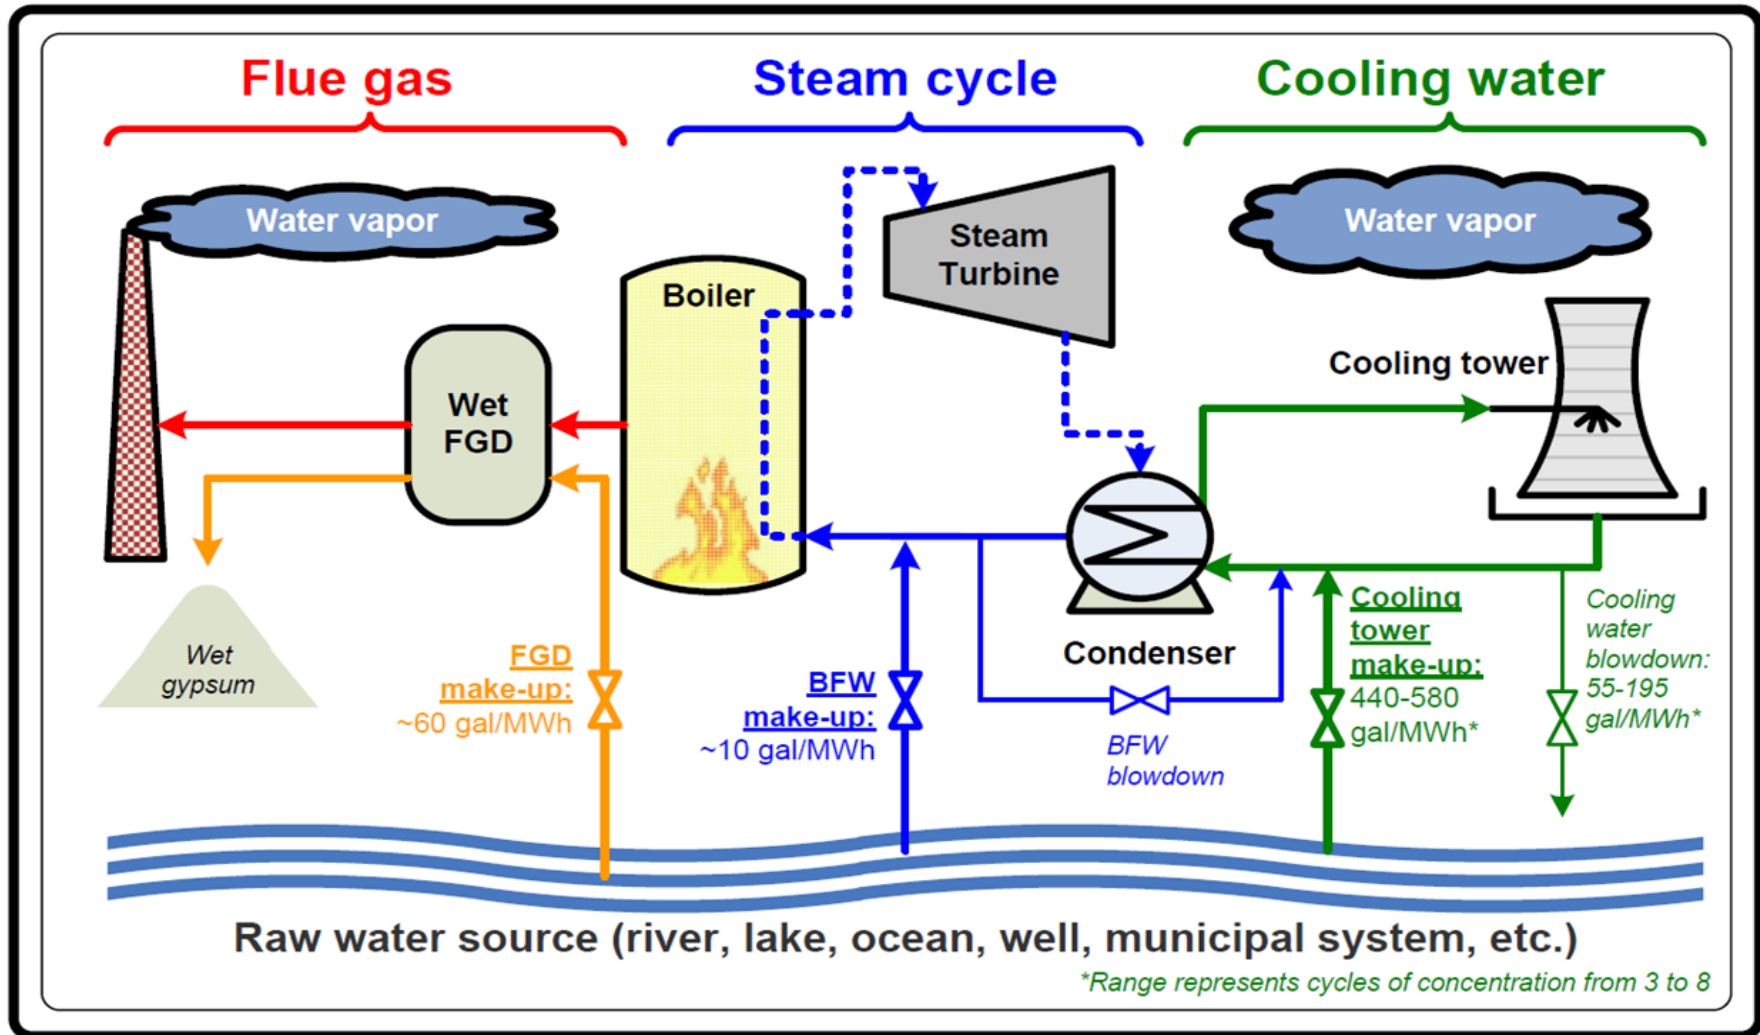 Flue gas
Steam cycle
Cooling water
Water vapor
Steam
Turbine
Water vapor
Boiler
Cooling tower
Wet
FGD
Wet
gypsum
FGD
make-up:
~60 gal/MWh
BFW
make-up:
~10 gal/MWh
Condenser
BFW
blowdown
Cooling
tower
make-up:
440-580
gal/MWh*
Cooling
water
blowdown:
55-195
gal/MWh*
Raw water source (river, lake, ocean, well, municipal system, etc.)
*Range represents cycles of concentration from 3 to 8